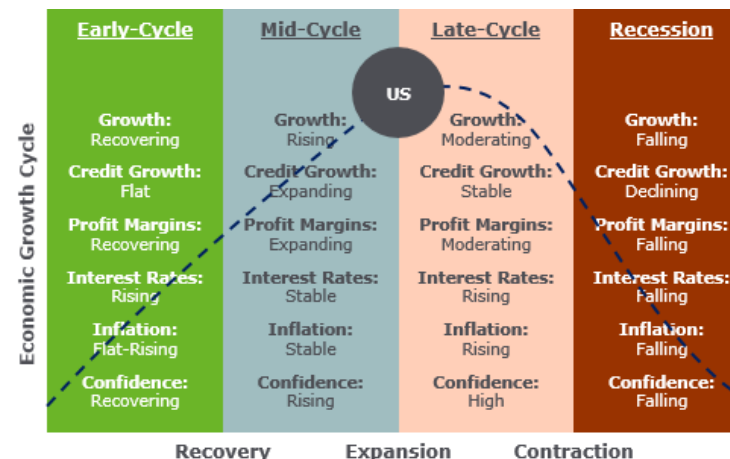 Early-Cycle
Growth:
Recovering
Credit Growth:
Flat
Profit Margins:
Recovering
Interest Rates:
Rising
Inflation:
Flat-Rising
Confidence:
Recovering
Mid-Cycle
Growth:
Rising
Credit Growth:
Expanding
Profit Margins:
Expanding
Interest Rates:
Stable
Inflation:
Stable
Confidence:
Rising
US
Late-Cycle
Growth:
Moderating
Credit Growth:
Stable
Profit Margins:
Moderating
Interest Rates:
Rising
Inflation:
Rising
Confidence:
High
Recession
Growth:
Falling
Credit Growth:
Declining
Profit Margins:
Falling
Interest Rates:
Falling
Inflation:
Falling
Confidence:
Falling
Economic Growth Cycle
Recovery
Expansion
Contraction